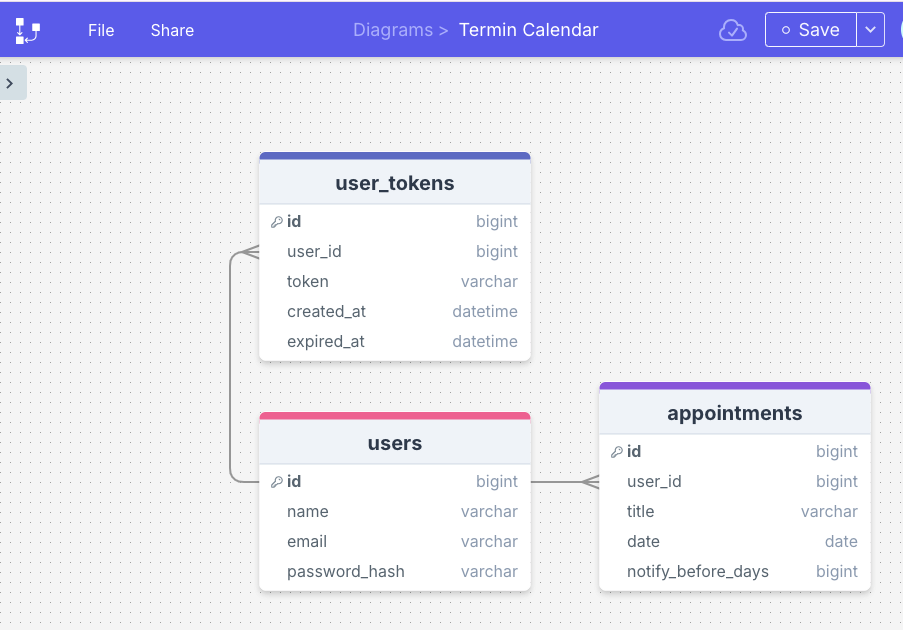 File Share Diagrams > Termin Calendar Save
user_tokens
id bigint
user_id bigint
token varchar
created_at datetime
expired_at datetime
users
id bigint
name varchar
email varchar
password_hash varchar
appointments
id bigint
user_id bigint
title varchar
date date
notify_before_days bigint